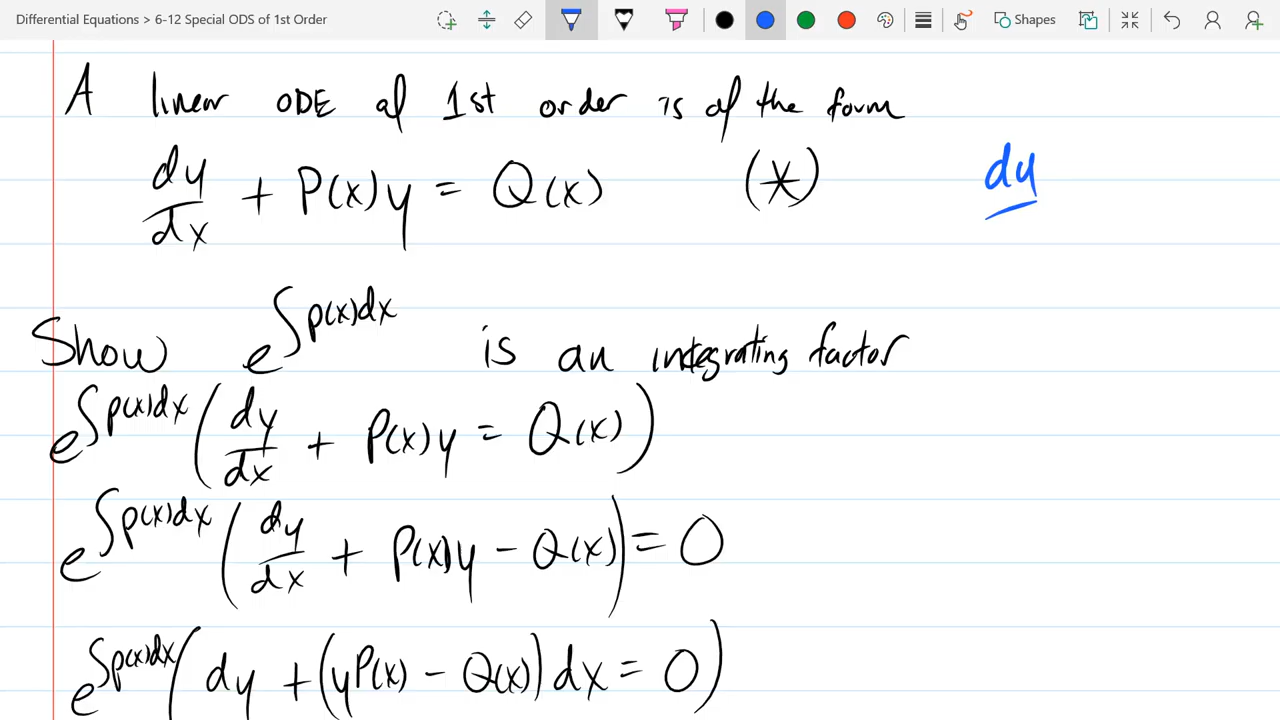 Differential Equations > 6-12 Special ODS of 1st Order
Shapes
A linear ODE of 1st order is of the form
dy/dx + P(x)y = Q(x) (*) dy
Show e^∫p(x)dx is an integrating factor
e^∫p(x)dx (dy/dx + P(x)y = Q(x))
e^∫p(x)dx (dy/dx + P(x)y - Q(x)) = 0
e^∫p(x)dx (dy + (yP(x) - Q(x))dx = 0)